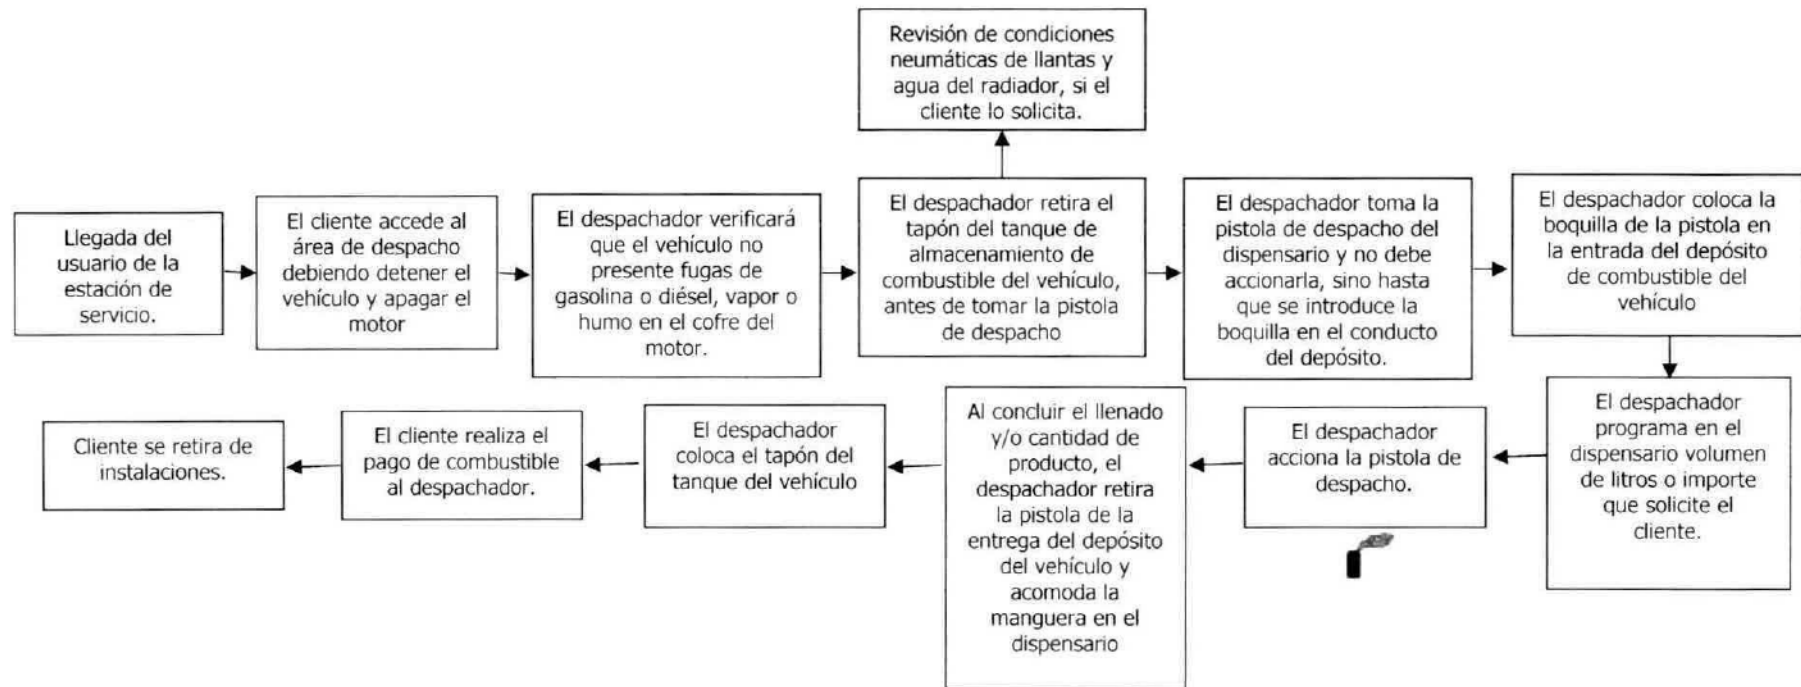 Revisión de condiciones
neumáticas de llantas y
agua del radiador, si el
cliente lo solicita.
Llegada del
usuario de la
estación de
servicio.
El cliente accede al
área de despacho
debiendo detener el
vehículo y apagar el
motor
El despachador verificará
que el vehículo no
presente fugas de
gasolina o diésel, vapor o
humo en el cofre del
motor.
El despachador retira el
tapón del tanque de
almacenamiento de
combustible del vehículo,
antes de tomar la pistola
de despacho
El despachador toma la
pistola de despacho del
dispensario y no debe
accionarla, sino hasta
que se introduce la
boquilla en el conducto
del depósito.
El despachador coloca la
boquilla de la pistola en
la entrada del depósito
de combustible del
vehículo
El despachador
programa en el
dispensario volumen
de litros o importe
que solicite el
cliente.
El despachador
acciona la pistola de
despacho.
Al concluir el llenado
y/o cantidad de
producto, el
despachador retira
la pistola de la
entrega del depósito
del vehículo y
acomoda la
manguera en el
dispensario
El despachador
coloca el tapón del
tanque del vehículo
El cliente realiza el
pago de combustible
al despachador.
Cliente se retira de
instalaciones.